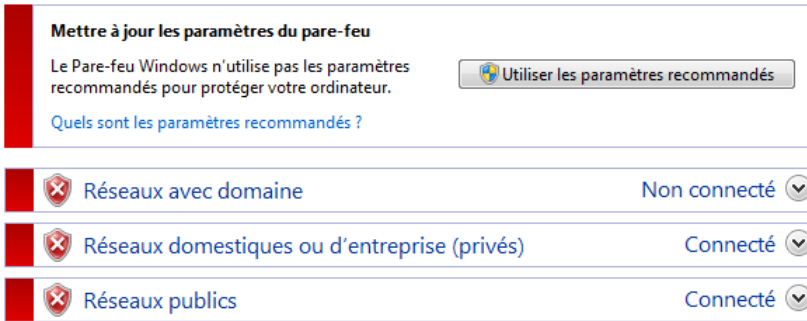 Mettre à jour les paramètres du pare-feu
Le Pare-feu Windows n'utilise pas les paramètres
recommandés pour protéger votre ordinateur.
Utiliser les paramètres recommandés
Quels sont les paramètres recommandés ?
Réseaux avec domaine Non connecté
Réseaux domestiques ou d'entreprise (privés) Connecté
Réseaux publics Connecté